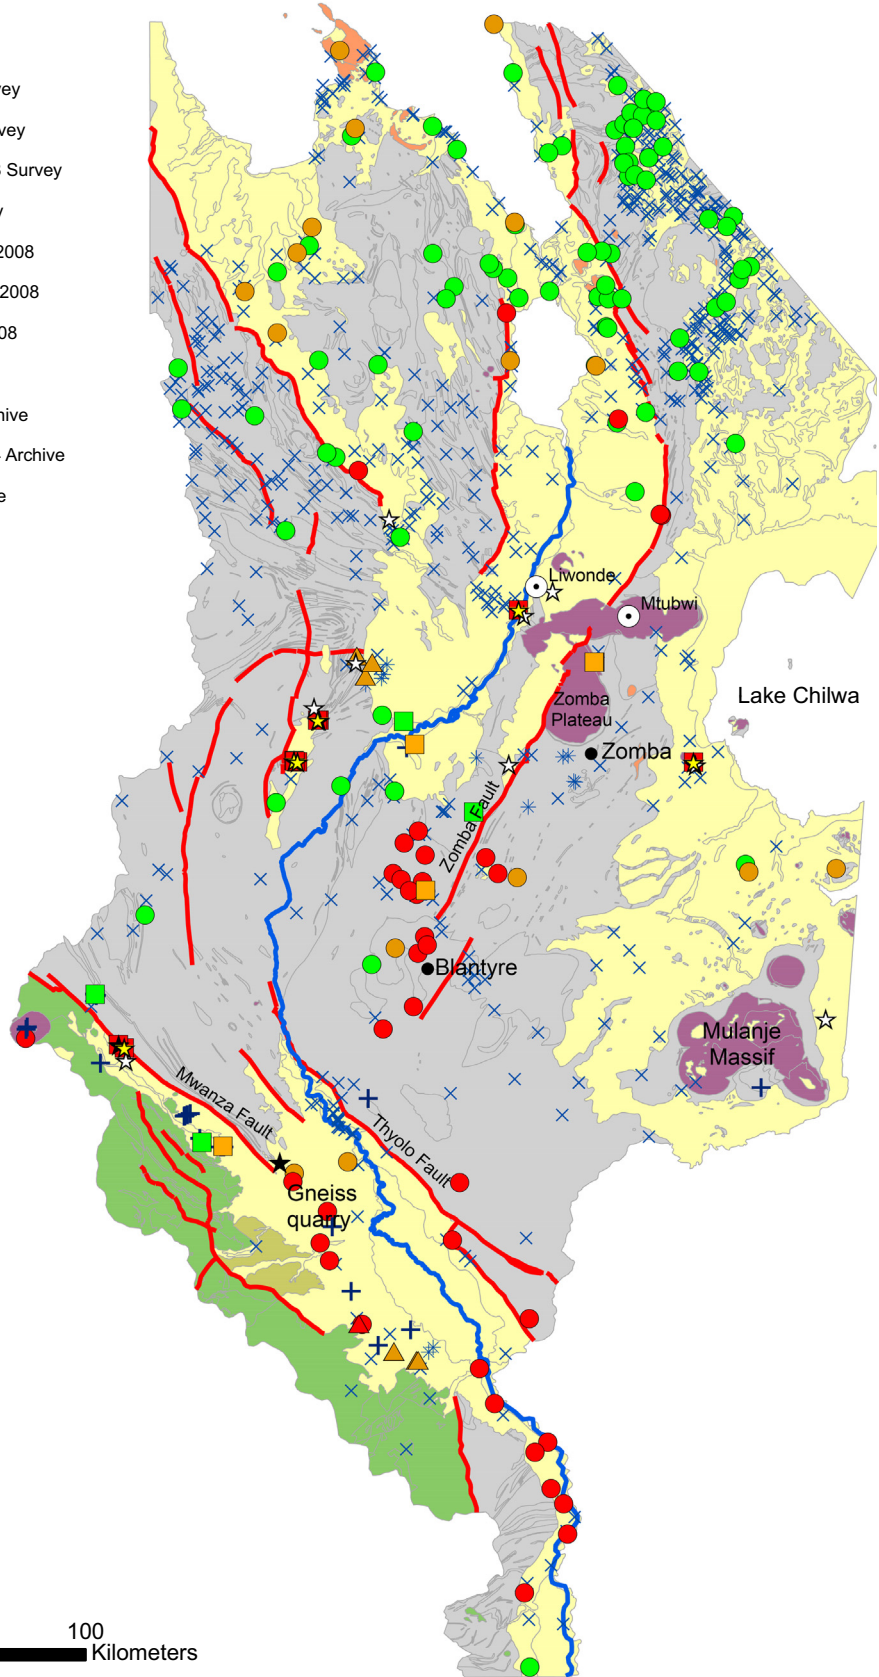 vey
vey
Survey
2008
2008
08
hive
Archive
e
Liwonde
Mtubwi
Lake Chilwa
Zomba
Plateau
Zomba
Zomba Fault
Blantyre
Mulanje
Massif
Mwanza Fault
Thyolo Fault
Gneiss
quarry
100
Kilometers